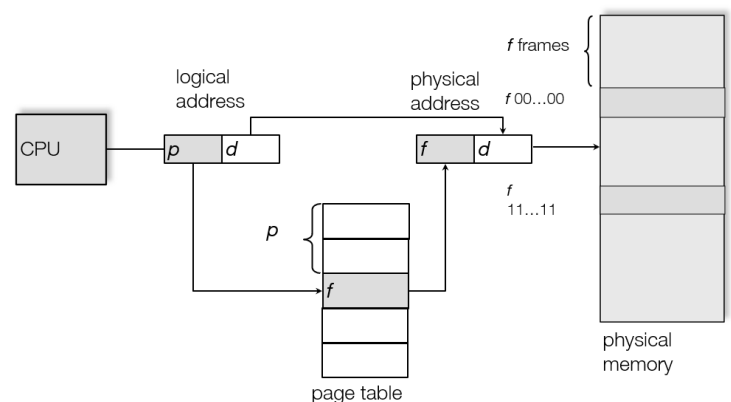 f frames
logical
address
physical
address
f 00...00
CPU
p
d
f
d
f
11...11
p
f
physical
memory
page table